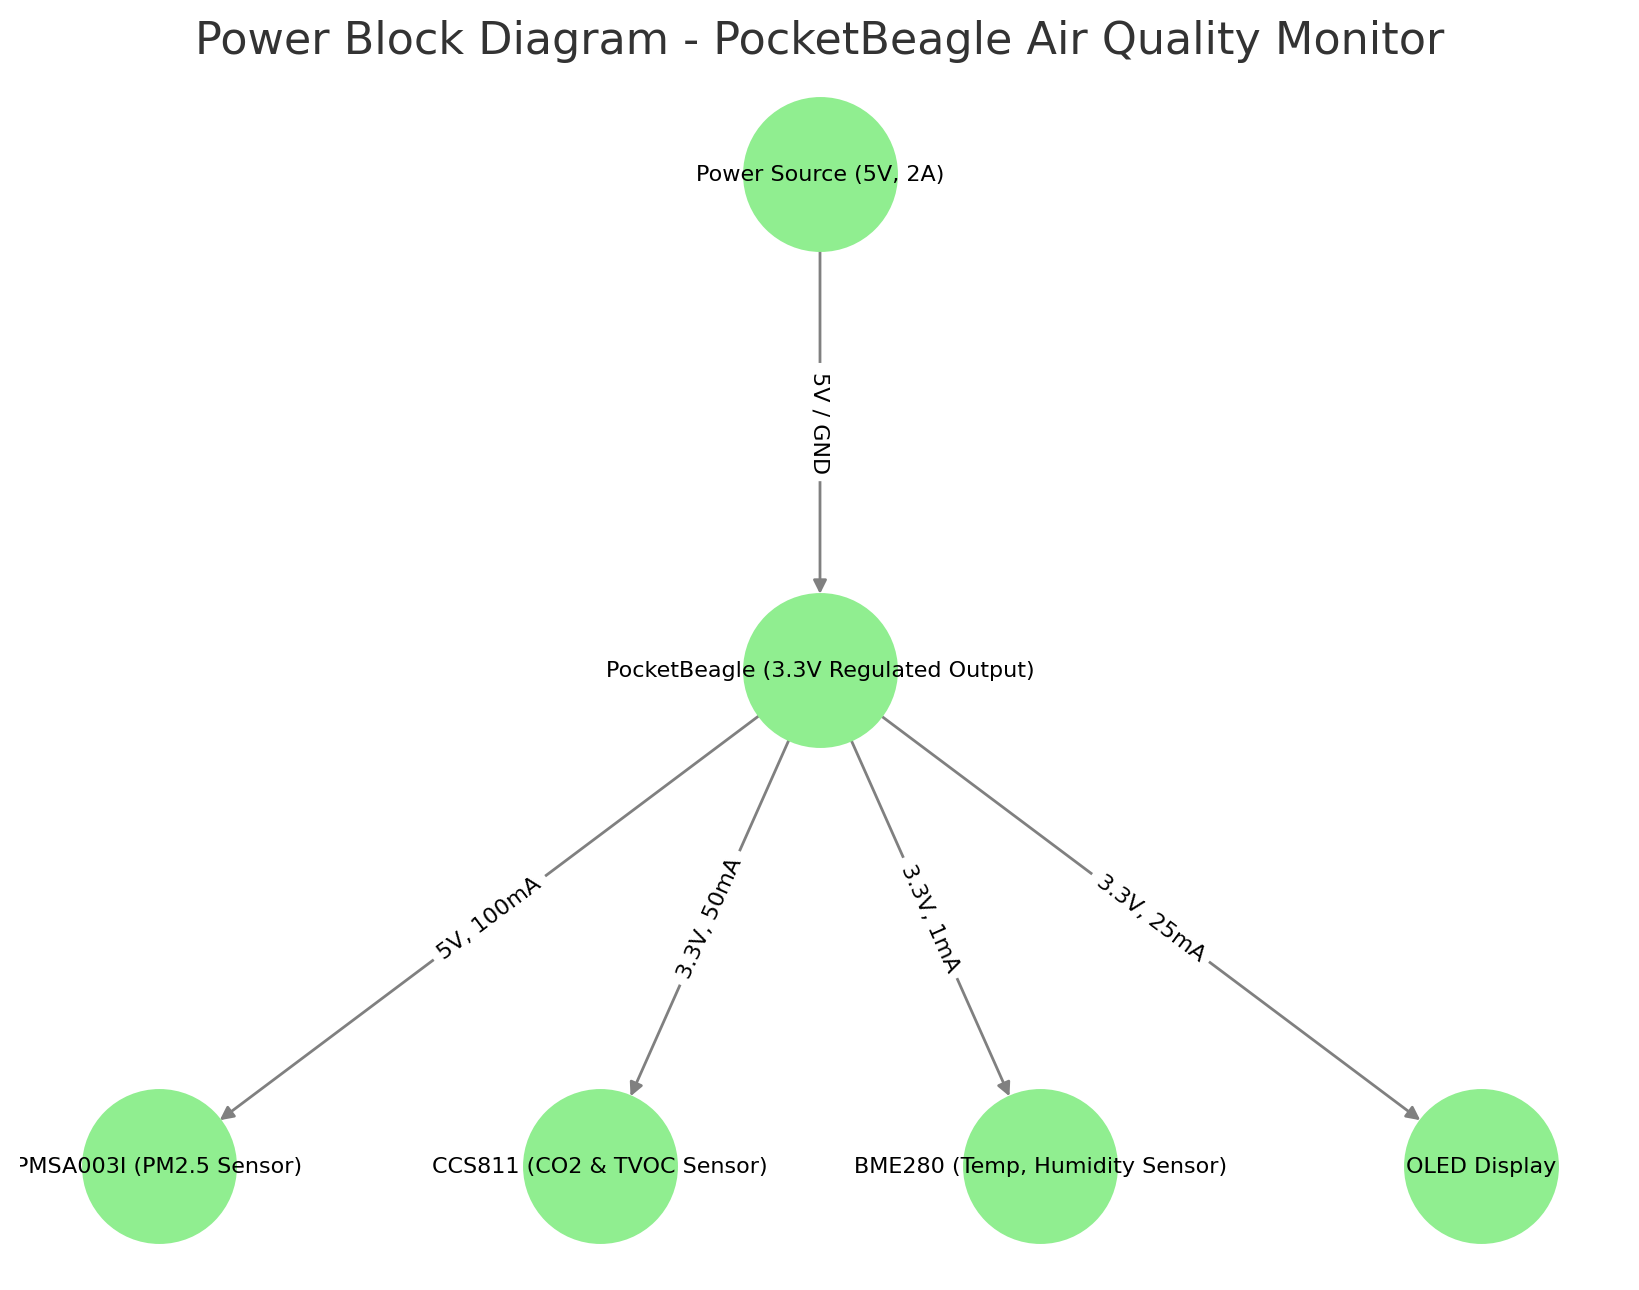 Power Block Diagram - PocketBeagle Air Quality Monitor
Power Source (5V, 2A)
5V / GND
PocketBeagle (3.3V Regulated Output)
5V, 100mA
3.3V, 50mA
3.3V, 1mA
3.3V, 25mA
PMSA003I (PM2.5 Sensor)
CCS811 (CO2 & TVOC Sensor)
BME280 (Temp, Humidity Sensor)
OLED Display